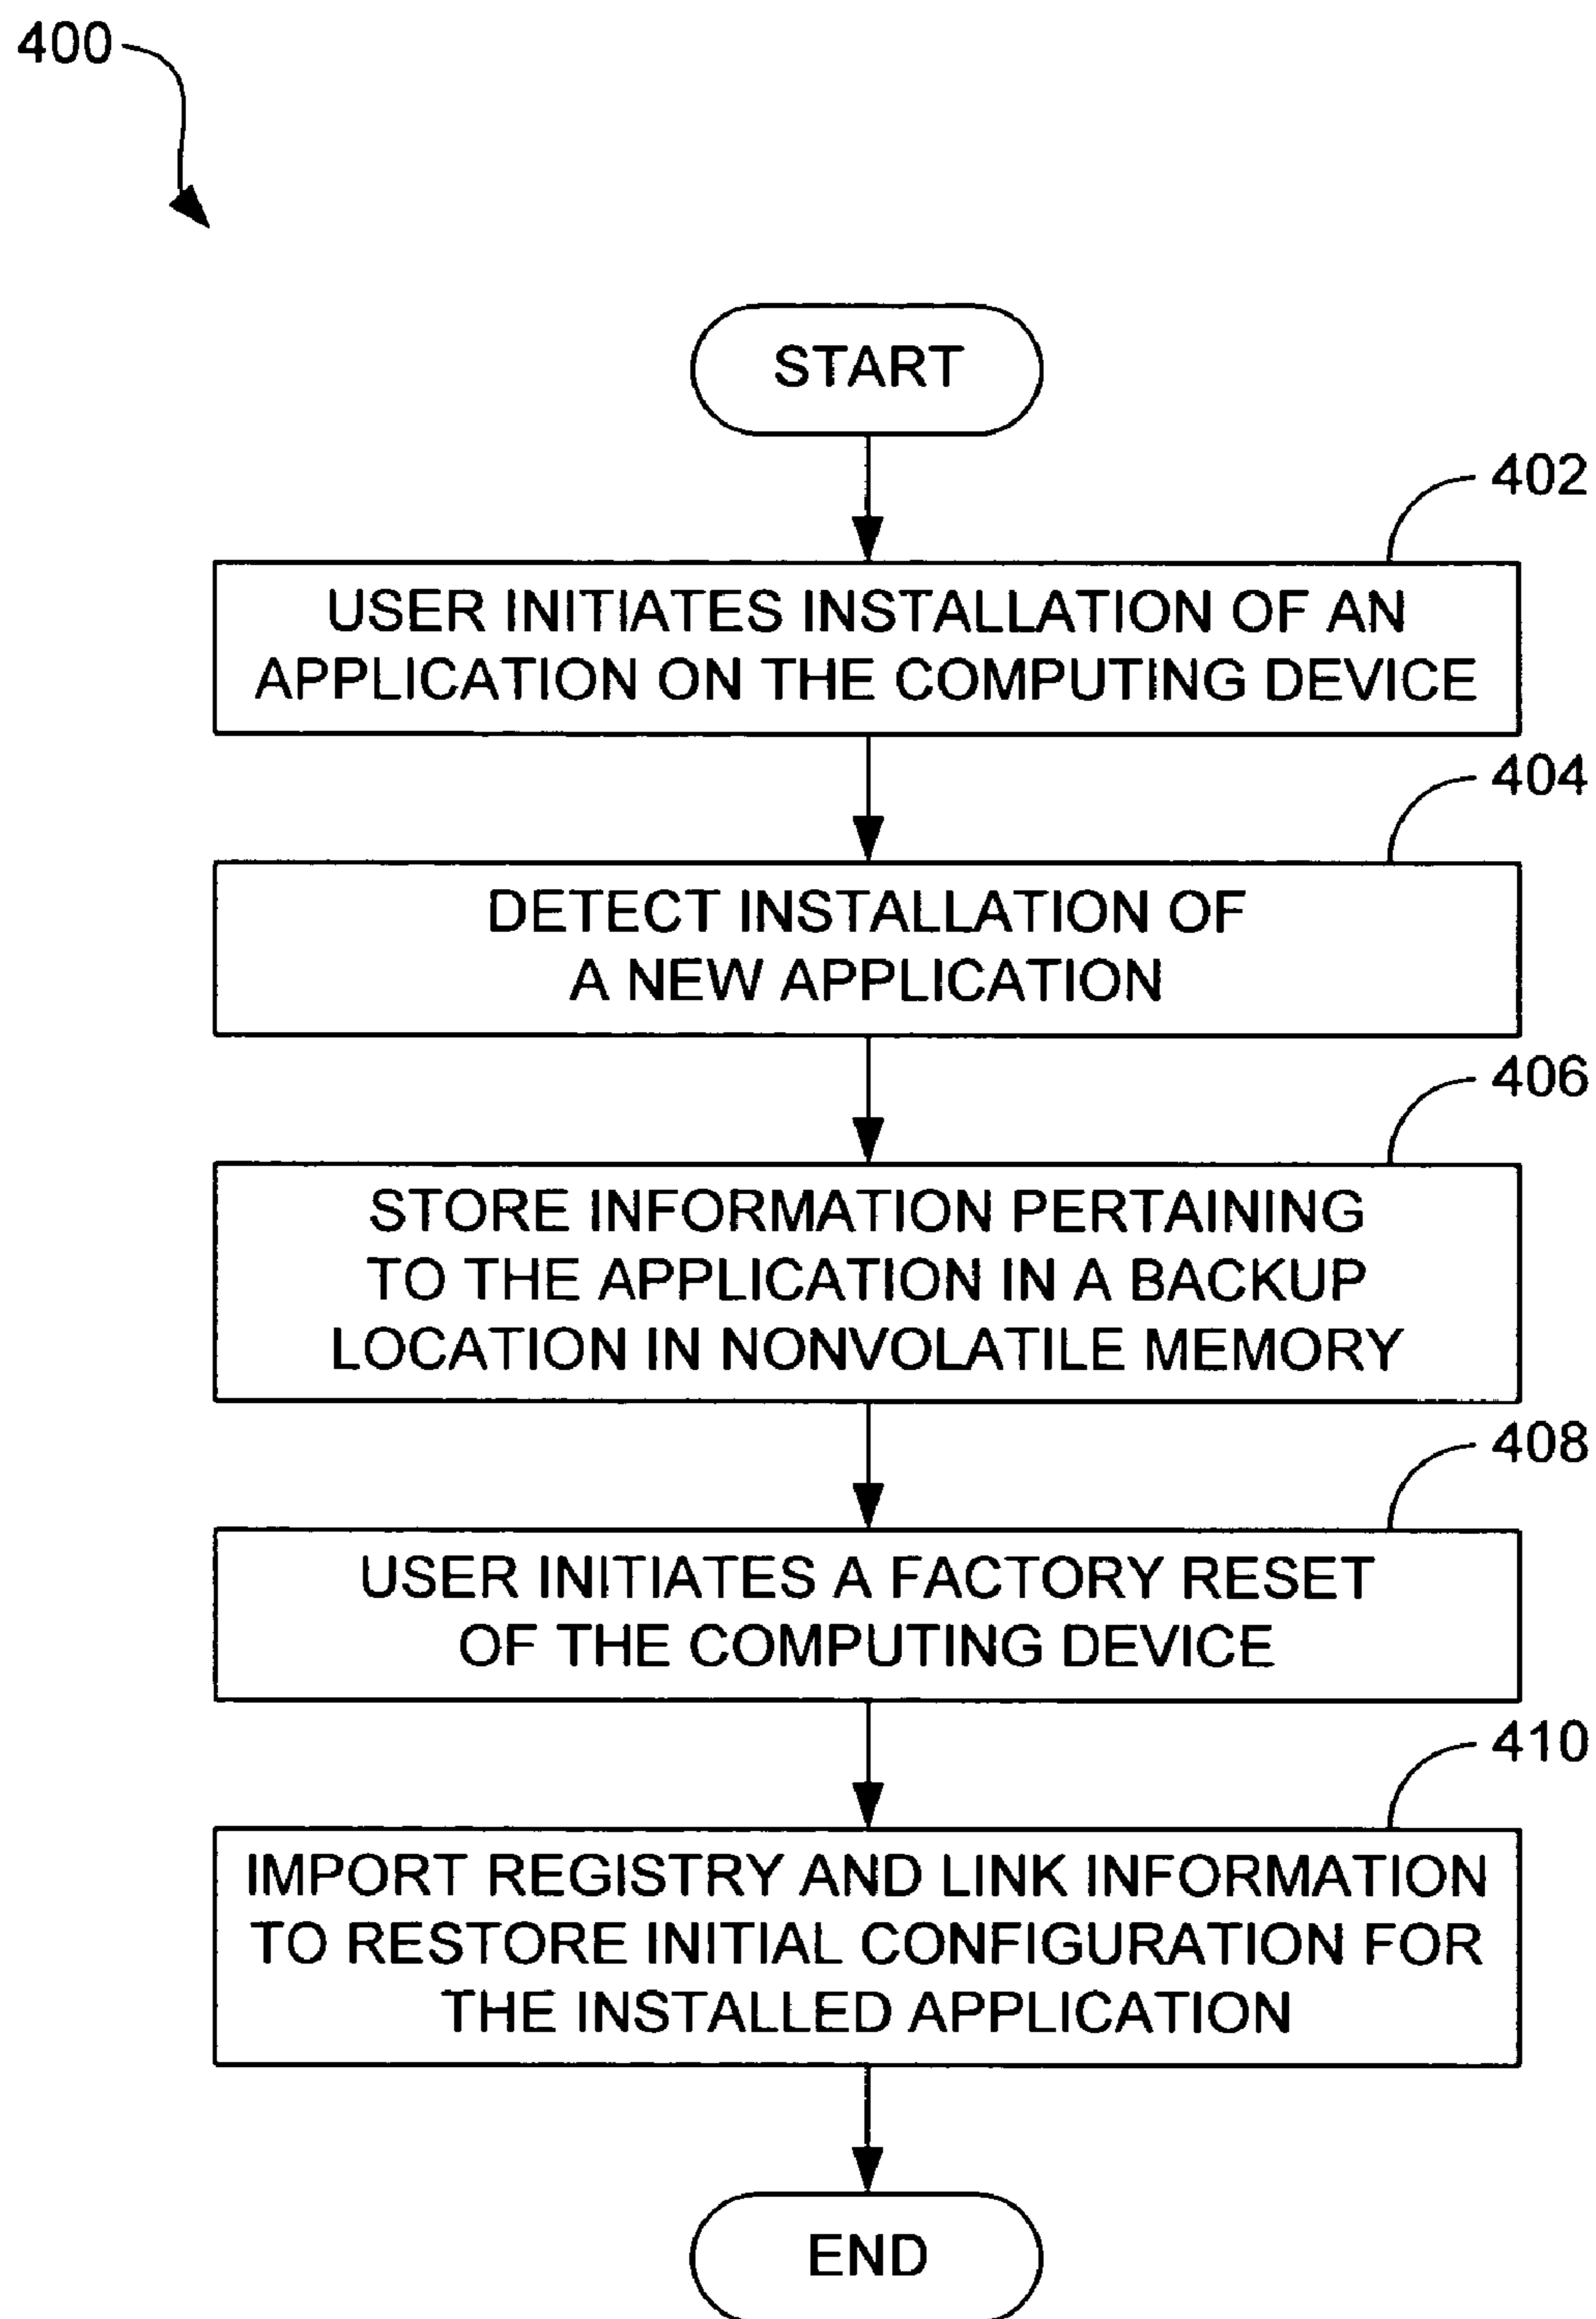 400
START
402
USER INITIATES INSTALLATION OF AN
APPLICATION ON THE COMPUTING DEVICE
404
DETECT INSTALLATION OF
A NEW APPLICATION
406
STORE INFORMATION PERTAINING
TO THE APPLICATION IN A BACKUP
LOCATION IN NONVOLATILE MEMORY
408
USER INITIATES A FACTORY RESET
OF THE COMPUTING DEVICE
410
IMPORT REGISTRY AND LINK INFORMATION
TO RESTORE INITIAL CONFIGURATION FOR
THE INSTALLED APPLICATION
END